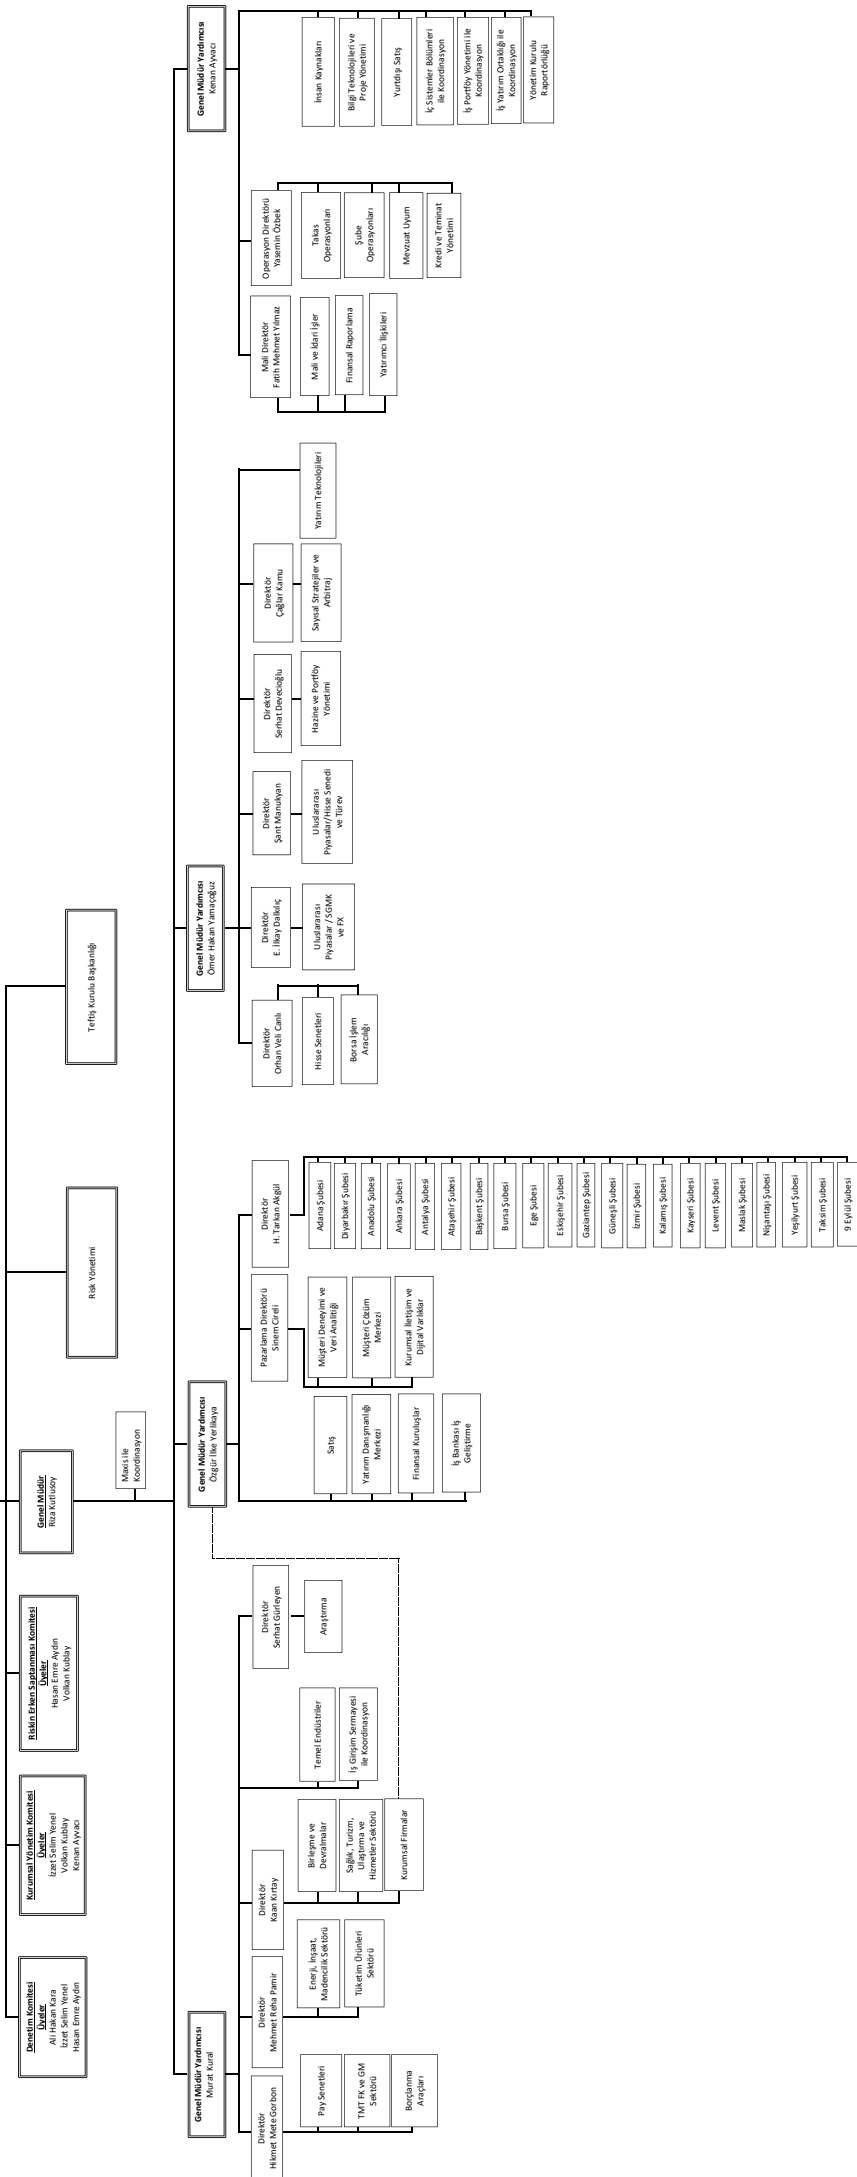 Denetim Komitesi
Üyeler
Ali Hakan Kara
İzzet Selim Yenel
Hasan Emre Aydın
Kurumsal Yönetim Komitesi
Üyeler
İzzet Selim Yenel
Volkan Kublay
Kenan Ayvacı
Riskin Erken Saptanması Komitesi
Üyeler
Hasan Emre Aydın
Volkan Kublay
Genel Müdür
Riza Kutlusoy
Risk Yönetimi
Teftiş Kurulu Başkanlığı
Maxis ile
Koordinasyon
Genel Müdür Yardımcısı
Murat Kural
Genel Müdür Yardımcısı
Özgür İlke Yerlikaya
Genel Müdür Yardımcısı
Ömer Hakan Yamaçoğuz
Genel Müdür Yardımcısı
Kenan Ayvacı
Direktör
Hikmet Mete Gorbon
Pay Senetleri
TMT FK ve GM
Sektörü
Borçlanma
Araçları
Direktör
Mehmet Reha Pamir
Enerji, İnşaat,
Madencilik Sektörü
Tüketim Ürünleri
Sektörü
Direktör
Kaan Kırtay
Birleşme ve
Devralmalar
Sağlık, Turizm,
Ulaştırma ve
Hizmetler Sektörü
Kurumsal Firmalar
Temel Endüstriler
İş Girişim Sermayesi
ile Koordinasyon
Direktör
Serhat Gürleyen
Araştırma
Satış
Yatırım Danışmanlığı
Merkezi
Finansal Kuruluşlar
İş Bankası İş
Geliştirme
Pazarlama Direktörü
Sinem Cireli
Müşteri Deneyimi ve
Veri Analitiği
Müşteri Çözüm
Merkezi
Kurumsal İletişim ve
Dijital Varlıklar
Direktör
H. Tarkan Akgül
Adana Şubesi
Diyarbakır Şubesi
Anadolu Şubesi
Ankara Şubesi
Antalya Şubesi
Ataşehir Şubesi
Başkent Şubesi
Bursa Şubesi
Ege Şubesi
Eskişehir Şubesi
Gaziantep Şubesi
Güneşli Şubesi
İzmir Şubesi
Kalamış Şubesi
Kayseri Şubesi
Levent Şubesi
Maslak Şubesi
Nişantaşı Şubesi
Yeşilyurt Şubesi
Taksim Şubesi
9 Eylül Şubesi
Direktör
Orhan Veli Canlı
Hisse Senetleri
Borsa İşlem
Aracılığı
Direktör
E. İlkay Dalkılıç
Uluslararası
Piyasalar / SGMK
ve FX
Direktör
Şant Manukyan
Uluslararası
Piyasalar/Hisse Senedi
ve Türev
Direktör
Serhat Devecioğlu
Hazine ve Portföy
Yönetimi
Direktör
Çağlar Kamu
Sayısal Stratejiler ve
Arbitraj
Yatırım Teknolojileri
Mali Direktör
Fatih Mehmet Yılmaz
Mali ve İdari İşler
Finansal Raporlama
Yatırımcı İlişkileri
Operasyon Direktörü
Yasemin Özbek
Takas
Operasyonları
Şube
Operasyonları
Mevzuat Uyum
Kredi ve Teminat
Yönetimi
İnsan Kaynakları
Bilgi Teknolojileri ve
Proje Yönetimi
Yurtdışı Satış
İç Sistemler Bölümleri
ile Koordinasyon
İş Portföy Yönetimi ile
Koordinasyon
İş Yatırım Ortaklığı ile
Koordinasyon
Yönetim Kurulu
Raportörlüğü